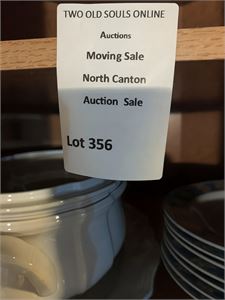 TWO OLD SOULS ONLINE
Auctions
Moving Sale
North Canton
Auction Sale
Lot 356